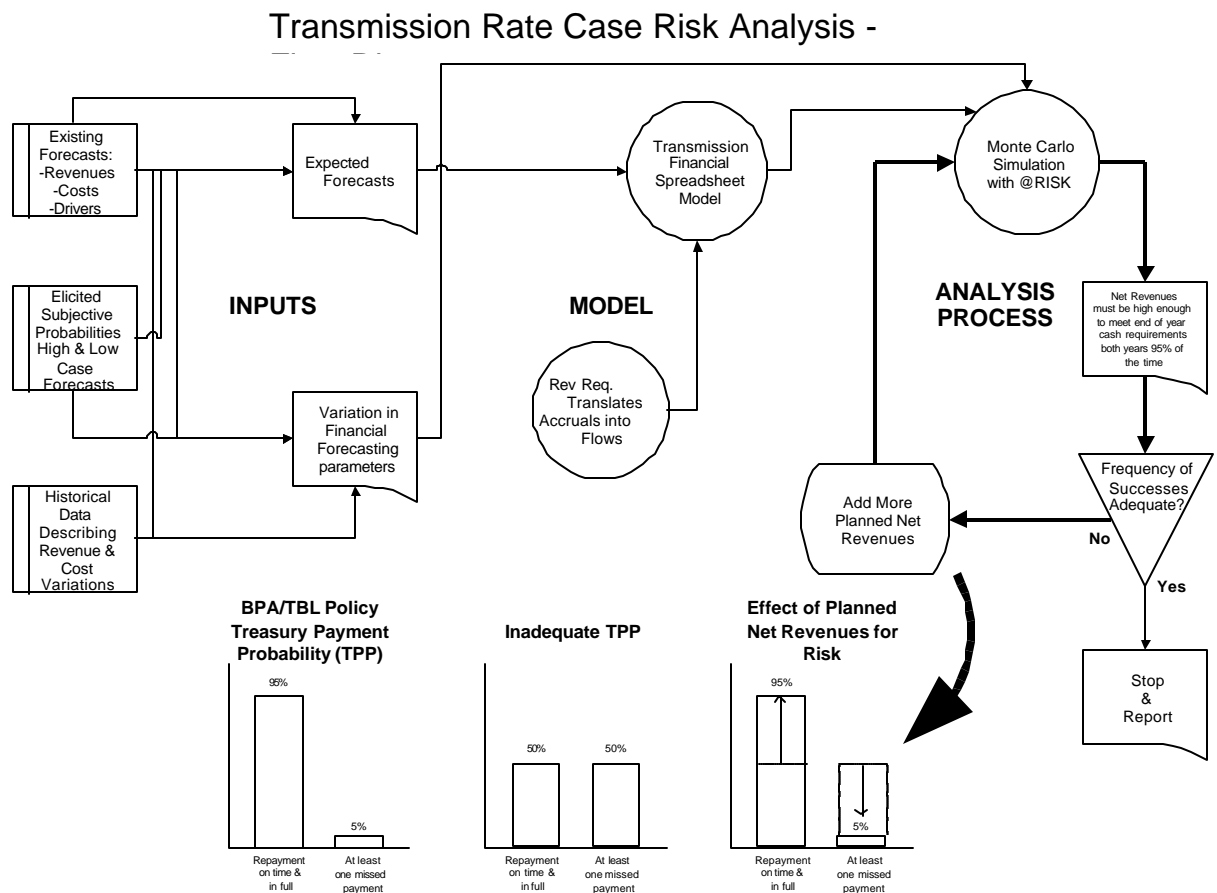 Transmission Rate Case Risk Analysis -
Existing
Forecasts:
-Revenues
-Costs
-Drivers
Expected
Forecasts
Transmission
Financial
Spreadsheet
Model
Monte Carlo
Simulation
with @RISK
Elicited
Subjective
Probabilities
High & Low
Case
Forecasts
INPUTS
MODEL
ANALYSIS
PROCESS
Net Revenues
must be high enough
to meet end of year
cash requirements
both years 95% of
the time
Variation in
Financial
Forecasting
parameters
Rev Req.
Translates
Accruals into
Flows
Historical
Data
Describing
Revenue &
Cost
Variations
Add More
Planned Net
Revenues
Frequency of
Successes
Adequate?
No
Yes
Stop
&
Report
BPA/TBL Policy
Treasury Payment
Probability (TPP)
95%
5%
Repayment
on time &
in full
At least
one missed
payment
Inadequate TPP
50%
50%
Repayment
on time &
in full
At least
one missed
payment
Effect of Planned
Net Revenues for
Risk
95%
5%
Repayment
on time &
in full
At least
one missed
payment